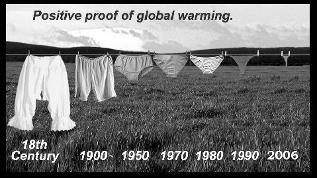 Positive proof of global warming.
18th
Century 1900 1950 1970 1980 1990 2006